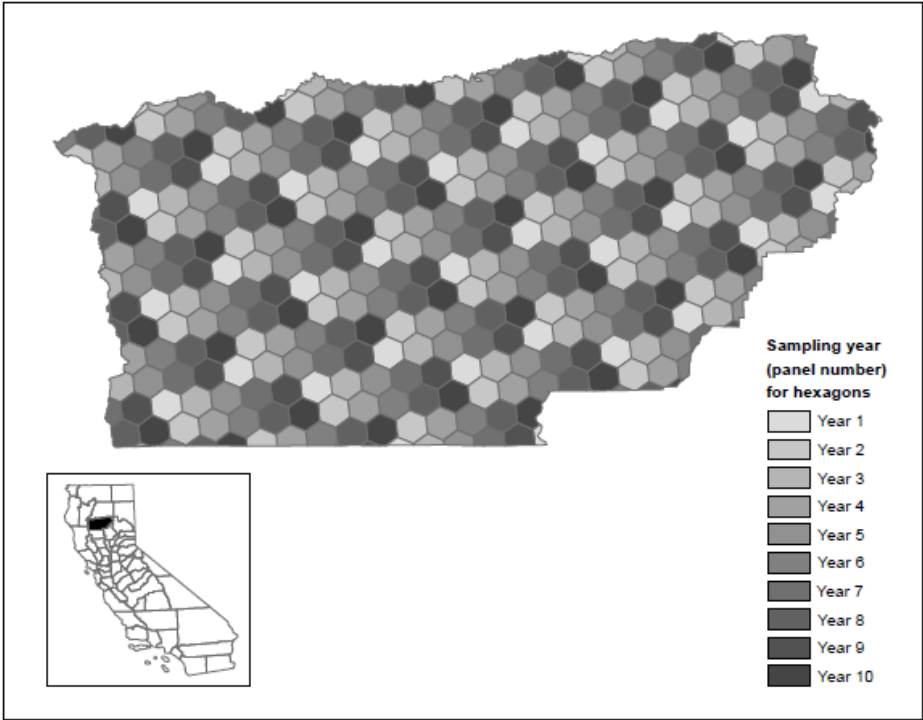 Sampling year
(panel number)
for hexagons
Year 1
Year 2
Year 3
Year 4
Year 5
Year 6
Year 7
Year 8
Year 9
Year 10